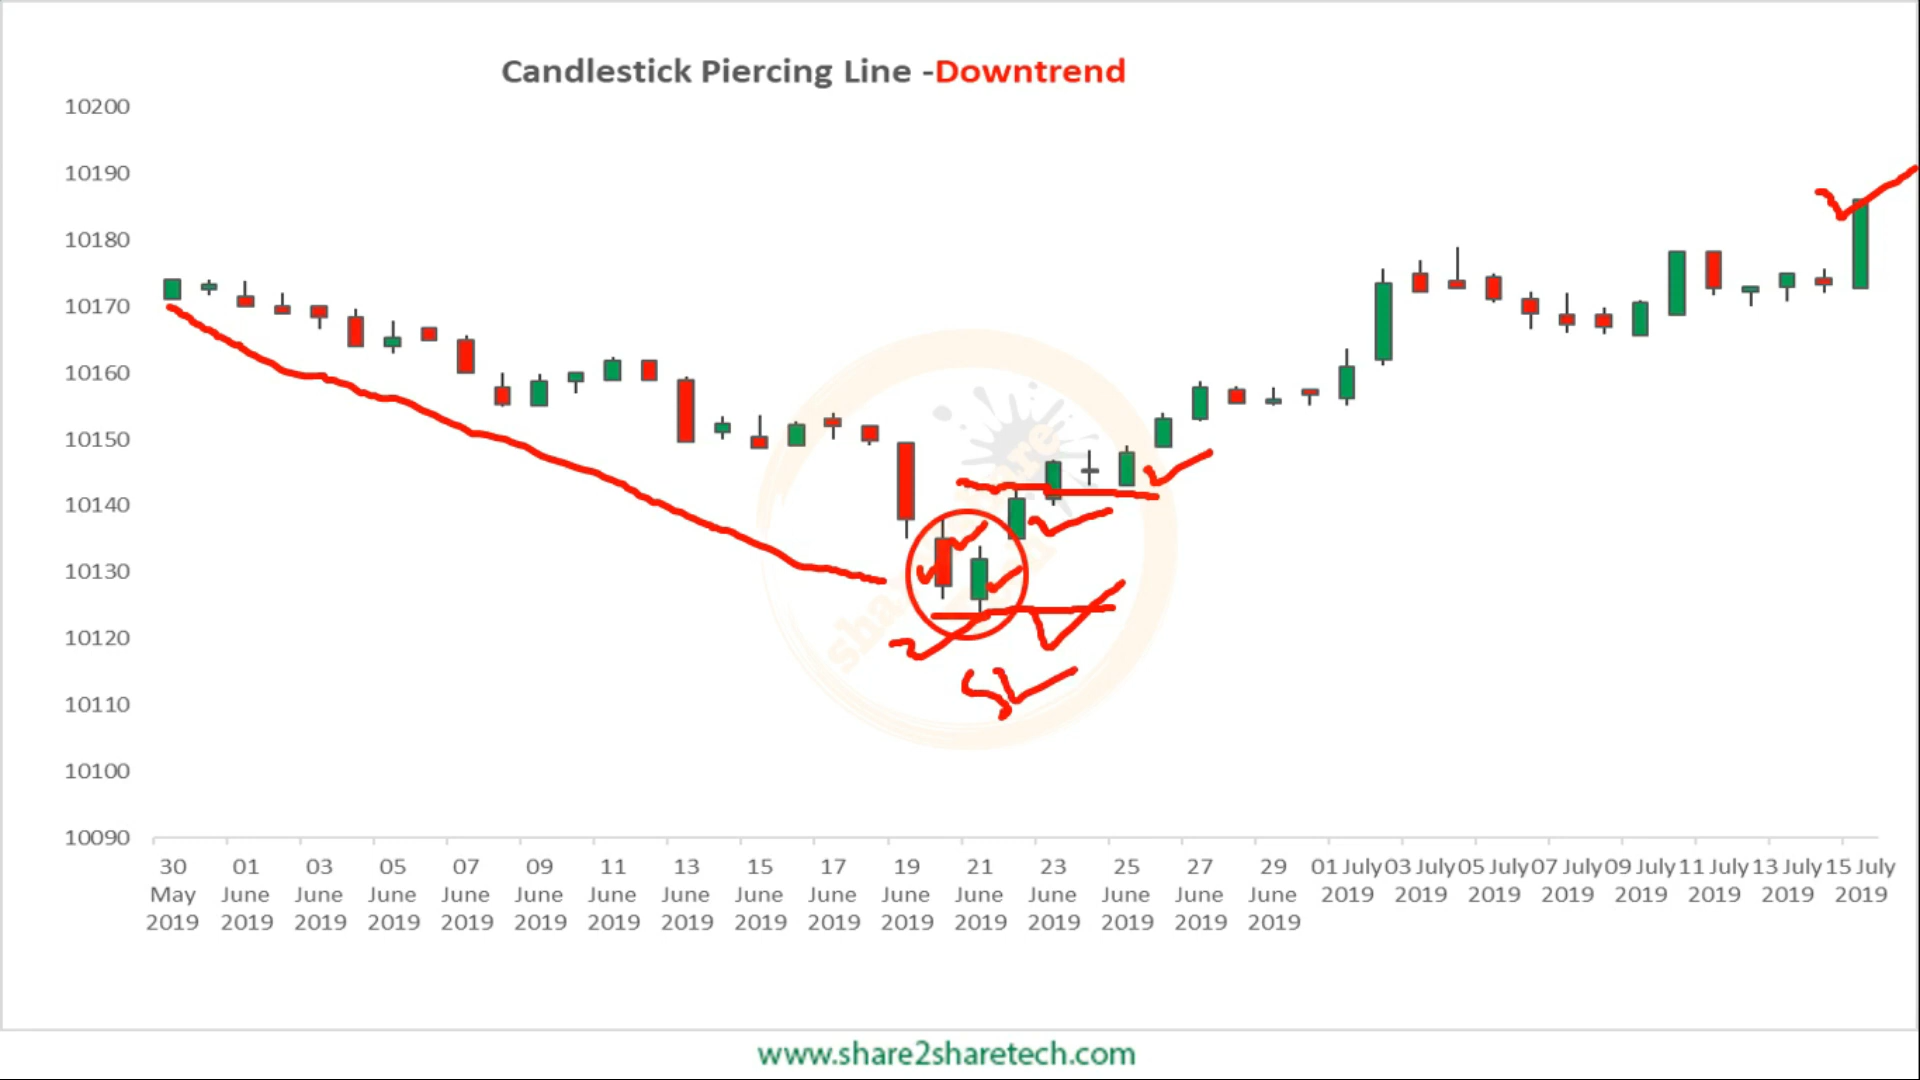 Candlestick Piercing Line -Downtrend
10200
10190
10180
10170
10160
10150
10140
10130
10120
10110
10100
10090
30 01 03 05 07 09 11 13 15 17 19 21 23 25 27 29 01 July 03 July 05 July 07 July 09 July 11 July 13 July 15 July
May June June June June June June June June June June June June June June June 2019 2019 2019 2019 2019 2019 2019 2019
2019 2019 2019 2019 2019 2019 2019 2019 2019 2019 2019 2019 2019 2019 2019 2019
www.share2sharetech.com